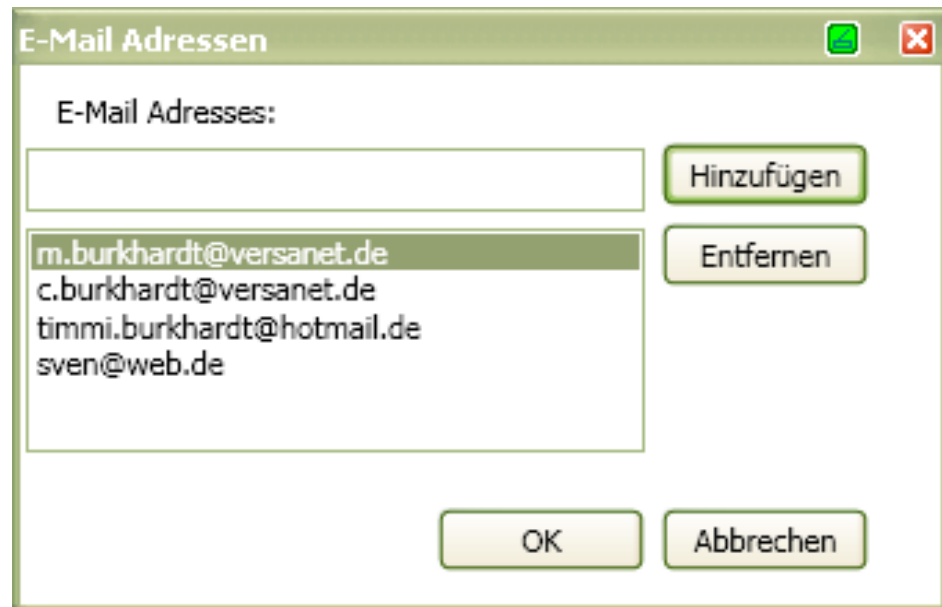 E-Mail Adressen
E-Mail Adresses:
Hinzufügen
m.burkhardt@versanet.de
Entfernen
c.burkhardt@versanet.de
timmi.burkhardt@hotmail.de
sven@web.de
OK
Abbrechen